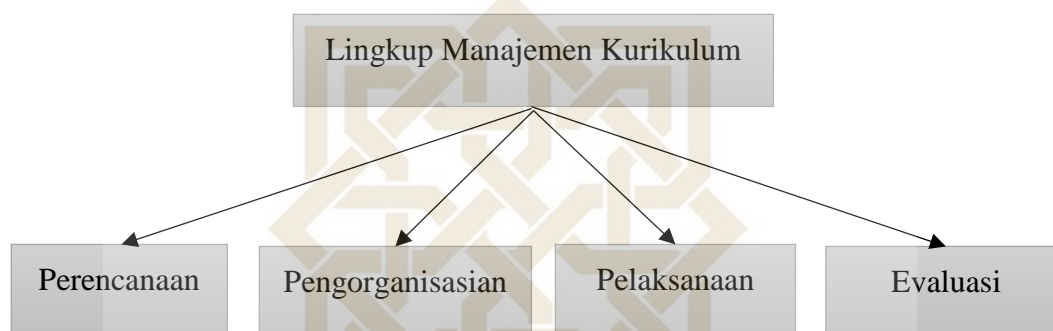 Lingkup Manajemen Kurikulum
Perencanaan
Pengorganisasian
Pelaksanaan
Evaluasi